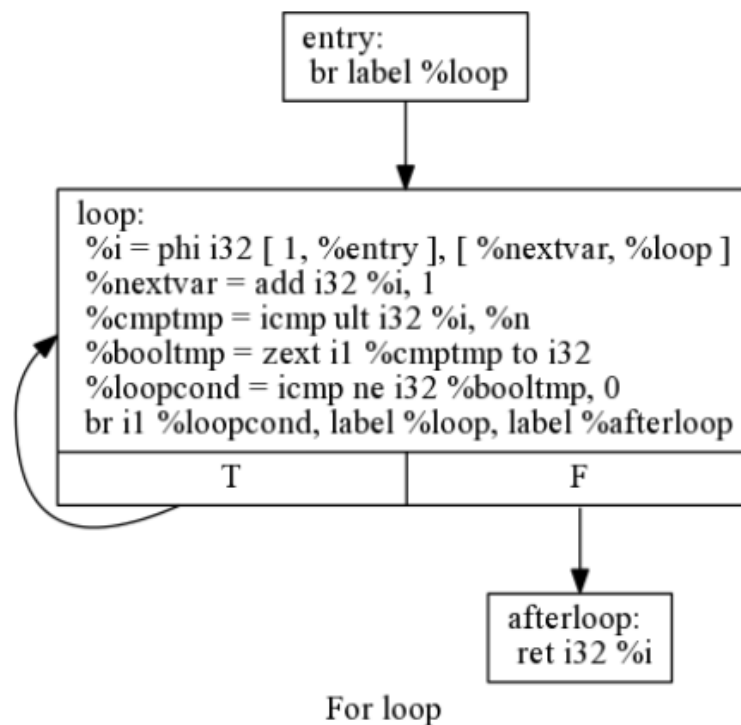 entry:
br label %loop
loop:
%i = phi i32 [ 1, %entry ], [ %nextvar, %loop ]
%nextvar = add i32 %i, 1
%cmptmp = icmp ult i32 %i, %n
%booltmp = zext i1 %cmptmp to i32
%loopcond = icmp ne i32 %booltmp, 0
br i1 %loopcond, label %loop, label %afterloop
T F
afterloop:
ret i32 %i
For loop